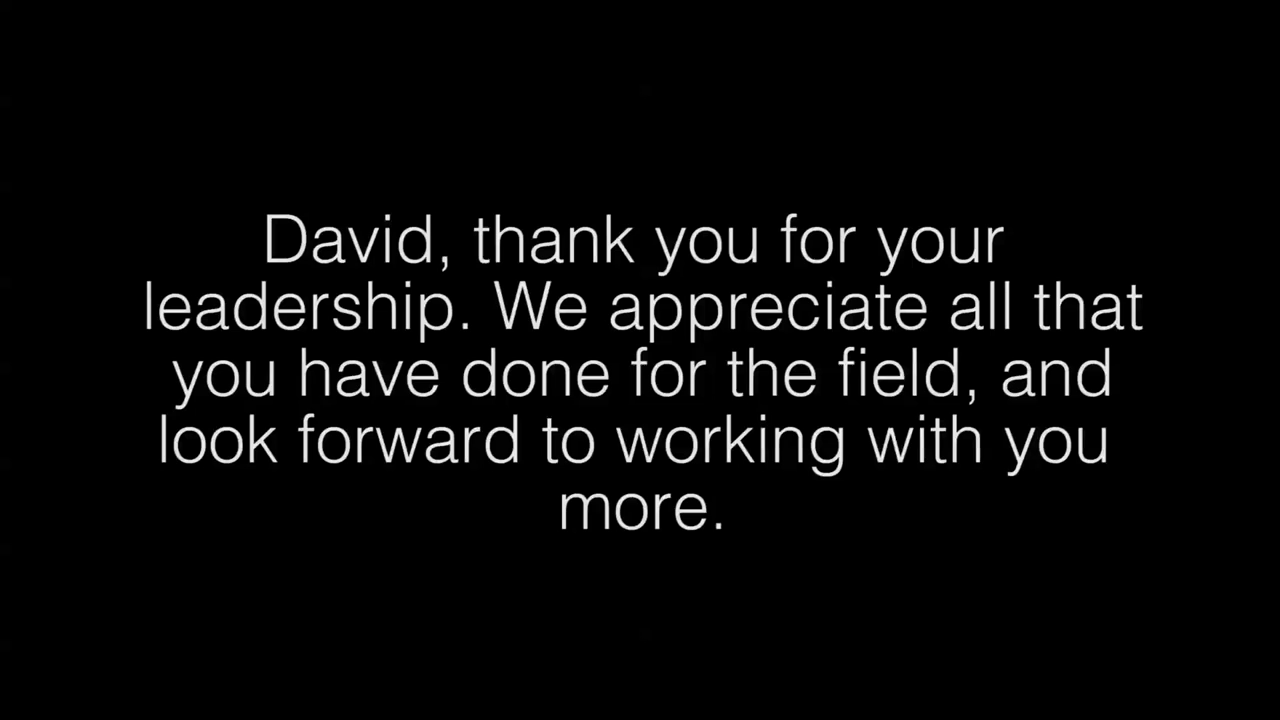 David, thank you for your
leadership. We appreciate all that
you have done for the field, and
look forward to working with you
more.